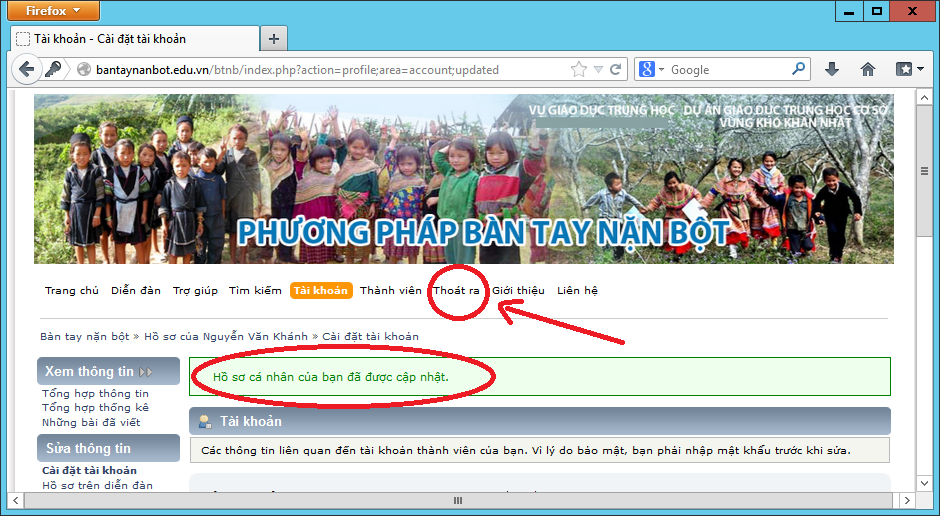 Firefox
Tài khoản - Cài đặt tài khoản
bantaynanbot.edu.vn/btnb/index.php?action=profile;area=account;updated
Google
VỤ GIÁO DỤC TRUNG HỌC DỰ ÁN GIÁO DỤC TRUNG HỌC CƠ SỞ
VÙNG KHÓ KHĂN NHẤT
PHƯƠNG PHÁP BÀN TAY NẶN BỘT
Trang chủ Diễn đàn Trợ giúp Tìm kiếm Tài khoản Thành viên Thoát ra Giới thiệu Liên hệ
Bàn tay nặn bột » Hồ sơ của Nguyễn Văn Khánh » Cài đặt tài khoản
Xem thông tin
Tổng hợp thông tin
Tổng hợp thống kê
Những bài đã viết
Sửa thông tin
Cài đặt tài khoản
Hồ sơ trên diễn đàn
Hồ sơ cá nhân của bạn đã được cập nhật.
Tài khoản
Các thông tin liên quan đến tài khoản thành viên của bạn. Vì lý do bảo mật, bạn phải nhập mật khẩu trước khi sửa.